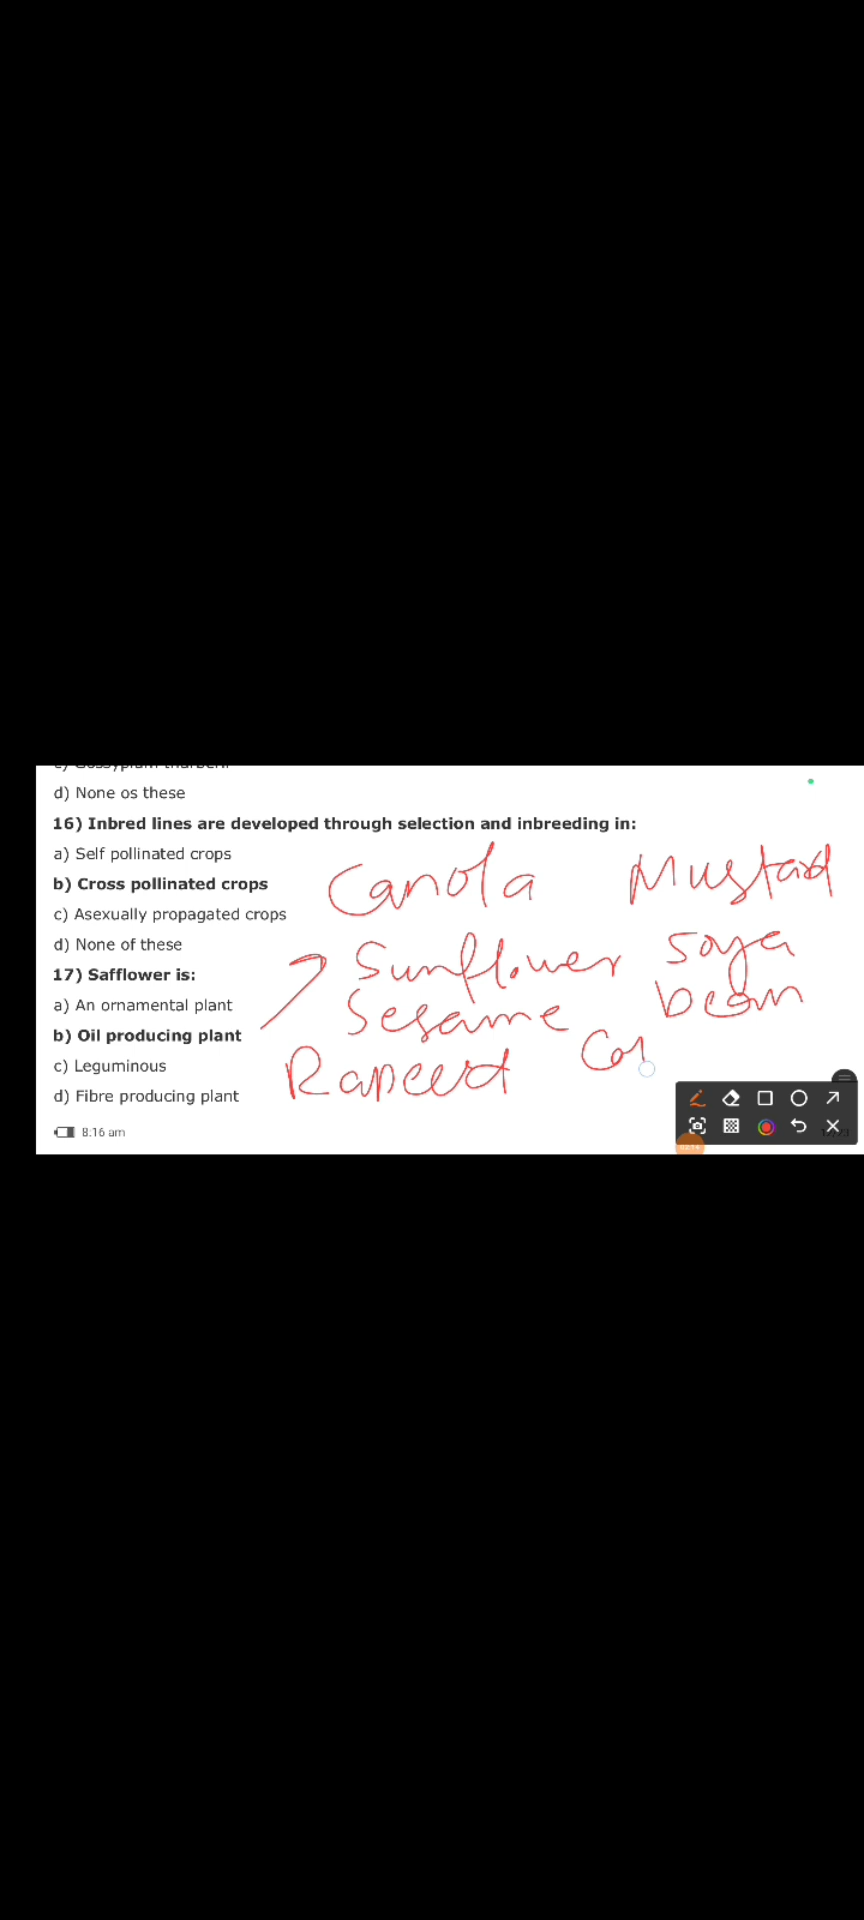 d) None os these
16) Inbred lines are developed through selection and inbreeding in:
a) Self pollinated crops
b) Cross pollinated crops
c) Asexually propagated crops
d) None of these
17) Safflower is:
a) An ornamental plant
b) Oil producing plant
c) Leguminous
d) Fibre producing plant
8:16 am
Canola Mustard
Sunflower Soya
Sesame bean